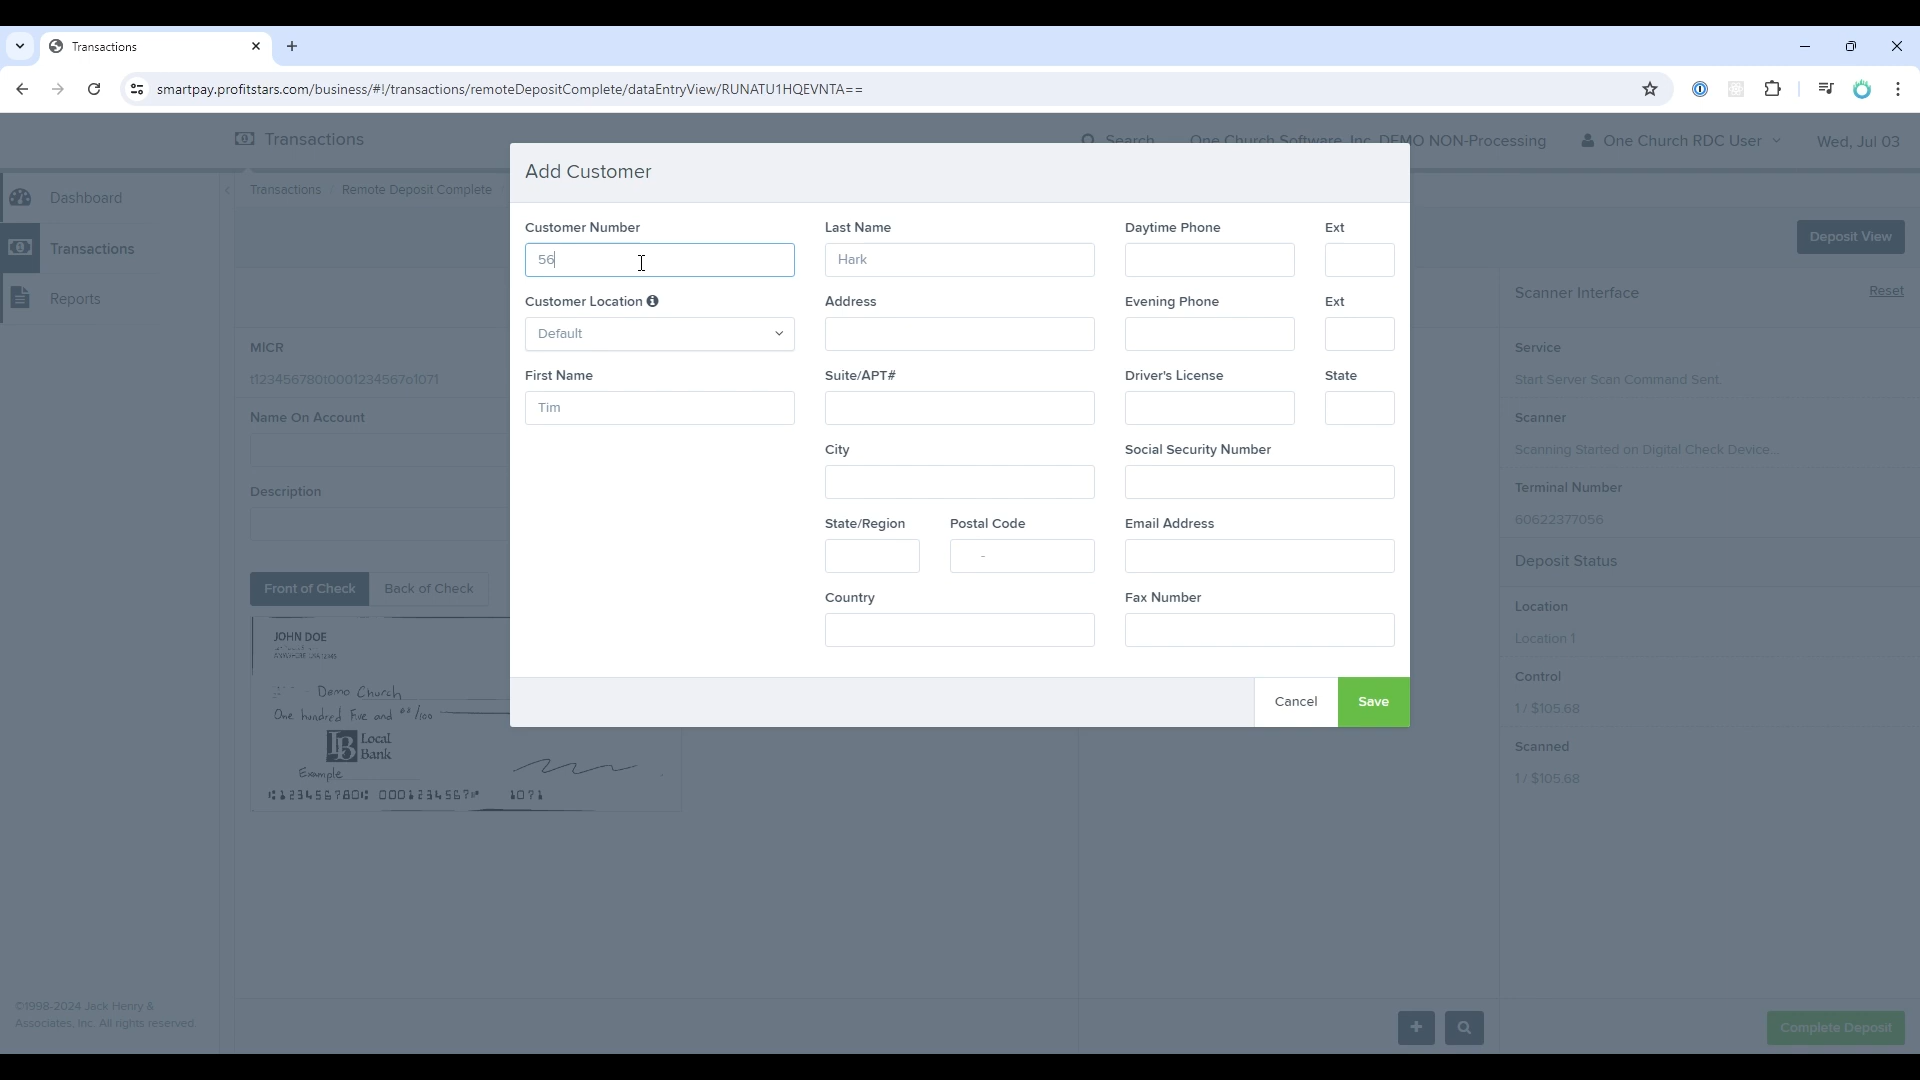 Transactions
smartpay.profitstars.com/business/#!/transactions/remoteDepositComplete/dataEntryView/RUNATU1HQEVNTA==
Transactions
Search
One Church Software, Inc. DEMO NON-Processing
One Church RDC User
Wed, Jul 03
Dashboard
Transactions
Reports
Transactions / Remote Deposit Complete
Deposit View
MICR
t123456780t0001234567o1071
Name On Account
Description
Front of Check
Back of Check
JOHN DOE
Demo Church
One hundred Five and 68/100
LB Local
Bank
Example
⑆123456780⑆ 0001234567⑈ 1071
Add Customer
Customer Number
56
Customer Location
Default
First Name
Tim
Last Name
Hark
Address
Suite/APT#
City
State/Region
Postal Code
-
Country
Daytime Phone
Ext
Evening Phone
Ext
Driver's License
State
Social Security Number
Email Address
Fax Number
Cancel
Save
Scanner Interface
Reset
Service
Start Server Scan Command Sent.
Scanner
Scanning Started on Digital Check Device...
Terminal Number
60622377056
Deposit Status
Location
Location 1
Control
1 / $105.68
Scanned
1 / $105.68
Complete Deposit
©1998-2024 Jack Henry &
Associates, Inc. All rights reserved.